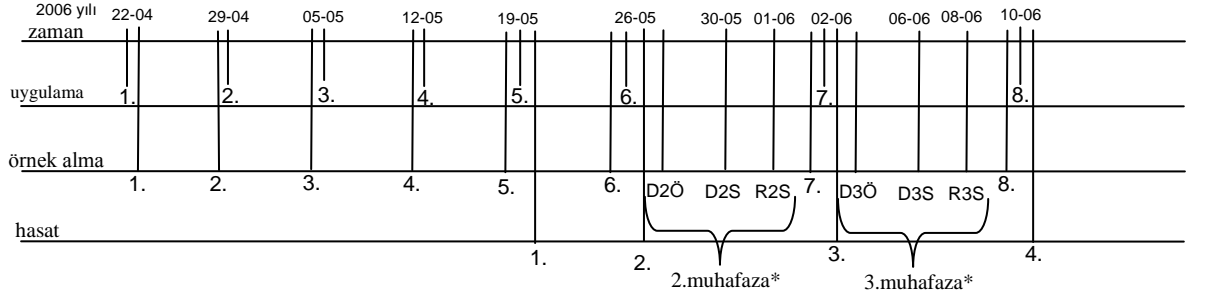 2006 yılı 22-04 29-04 05-05 12-05 19-05 26-05 30-05 01-06 02-06 06-06 08-06 10-06
zaman
uygulama 1. 2. 3. 4. 5. 6. 7. 8.
örnek alma 1. 2. 3. 4. 5. 6. 7. 8.
D2Ö D2S R2S D3Ö D3S R3S
hasat 1. 2. 3. 4.
2.muhafaza* 3.muhafaza*